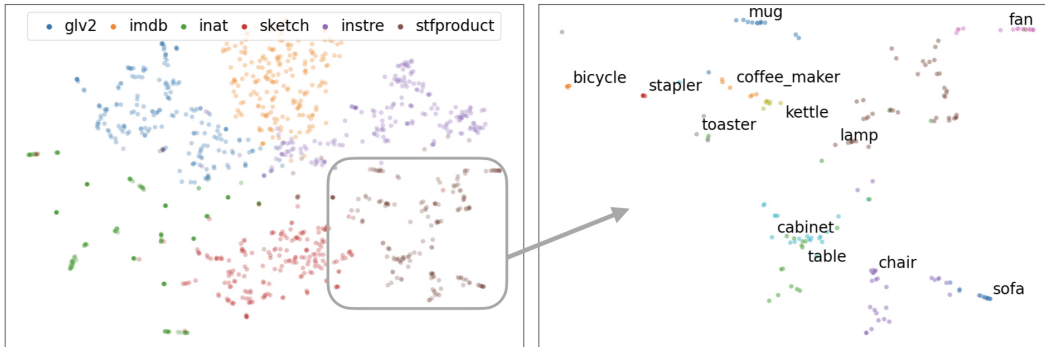 glv2 imdb inat sketch instre stfproduct
mug
fan
bicycle
stapler
coffee_maker
kettle
toaster
lamp
cabinet
table
chair
sofa